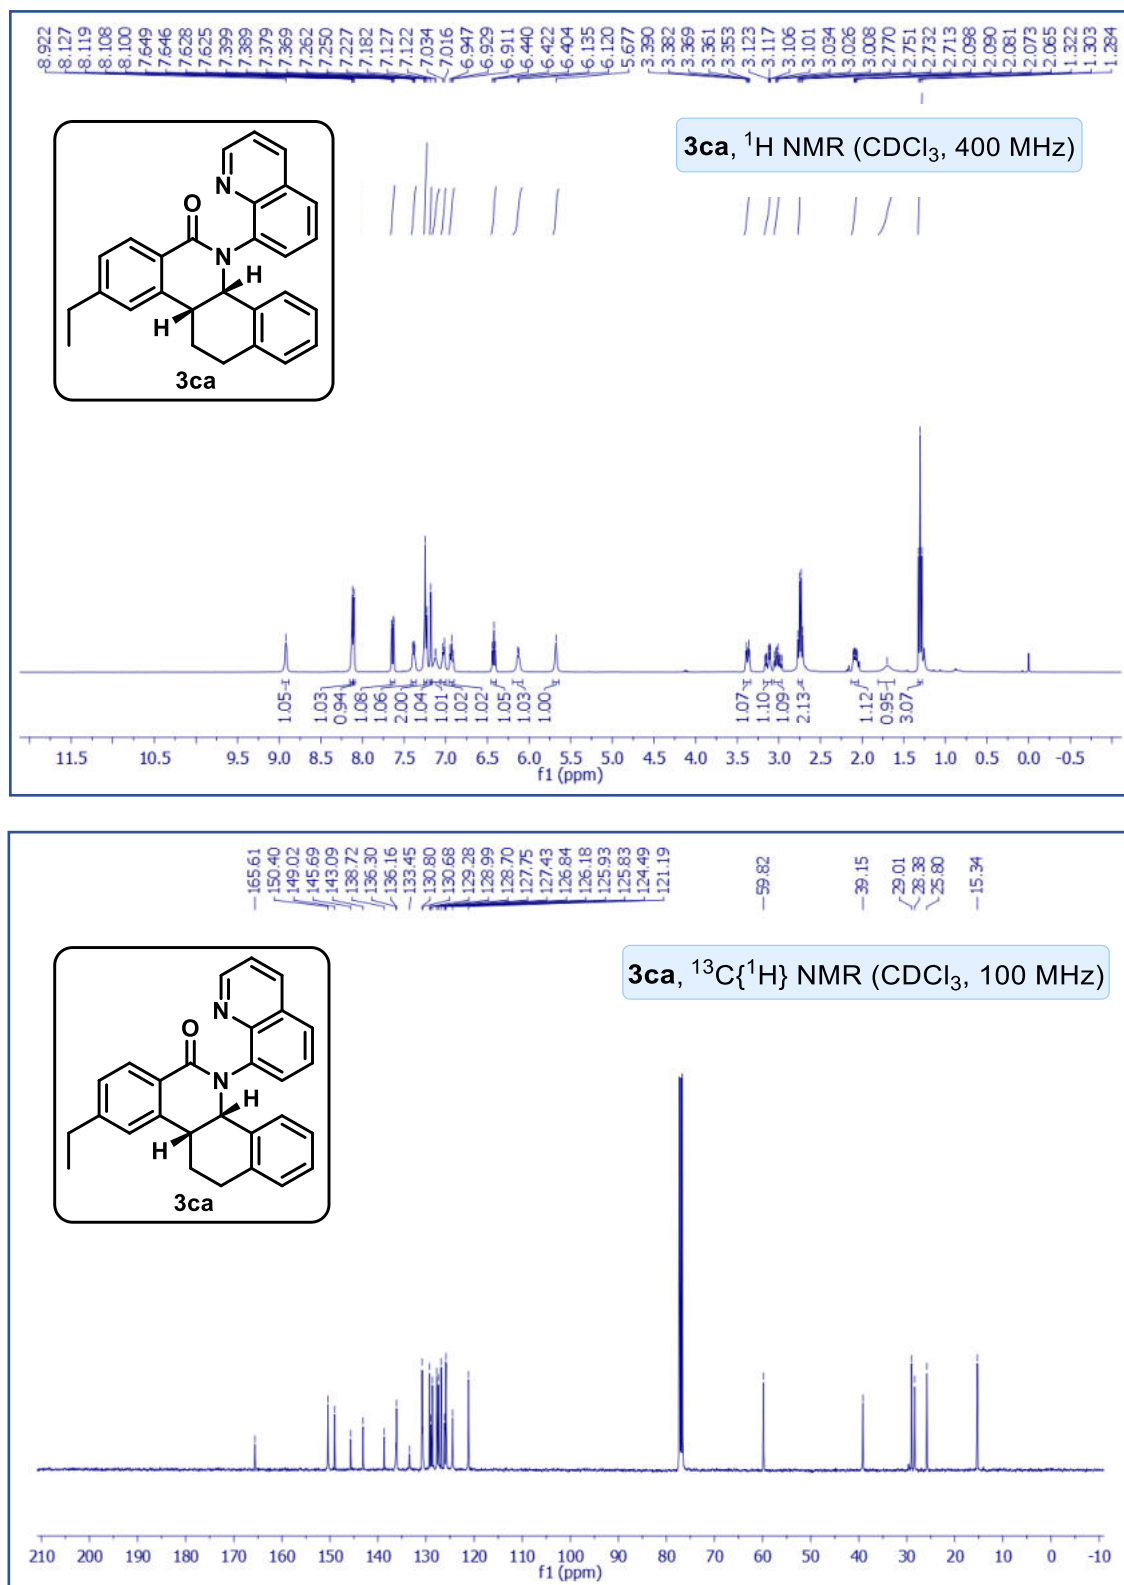 8.922 8.127 8.119 8.108 8.100 7.649 7.646 7.628 7.625 7.399 7.389 7.379 7.369 7.262 7.250 7.227 7.182 7.127 7.122 7.034 7.016 6.947 6.929 6.911 6.440 6.422 6.404 6.135 6.120 5.677 3.390 3.382 3.369 3.361 3.353 3.123 3.117 3.106 3.101 3.034 3.026 3.008 2.770 2.751 2.732 2.713 2.098 2.090 2.081 2.073 2.065 1.322 1.303 1.284
3ca, ¹H NMR (CDCl₃, 400 MHz)
N
O
N
H
H
3ca
1.05 1.03 0.94 1.08 1.06 2.00 1.04 1.01 1.02 1.02 1.05 1.03 1.00 1.07 1.10 1.09 2.13 1.12 0.95 3.07
11.5 10.5 9.5 9.0 8.5 8.0 7.5 7.0 6.5 6.0 5.5 5.0 4.5 4.0 3.5 3.0 2.5 2.0 1.5 1.0 0.5 0.0 -0.5
f1 (ppm)
165.61 150.40 149.02 145.69 143.09 138.72 136.30 136.16 133.45 130.80 130.68 129.28 128.99 128.70 127.75 127.43 126.84 126.18 125.93 125.83 124.49 121.19 59.82 39.15 29.01 28.38 25.80 15.34
3ca, ¹³C{¹H} NMR (CDCl₃, 100 MHz)
N
O
N
H
H
3ca
210 200 190 180 170 160 150 140 130 120 110 100 90 80 70 60 50 40 30 20 10 0 -10
f1 (ppm)